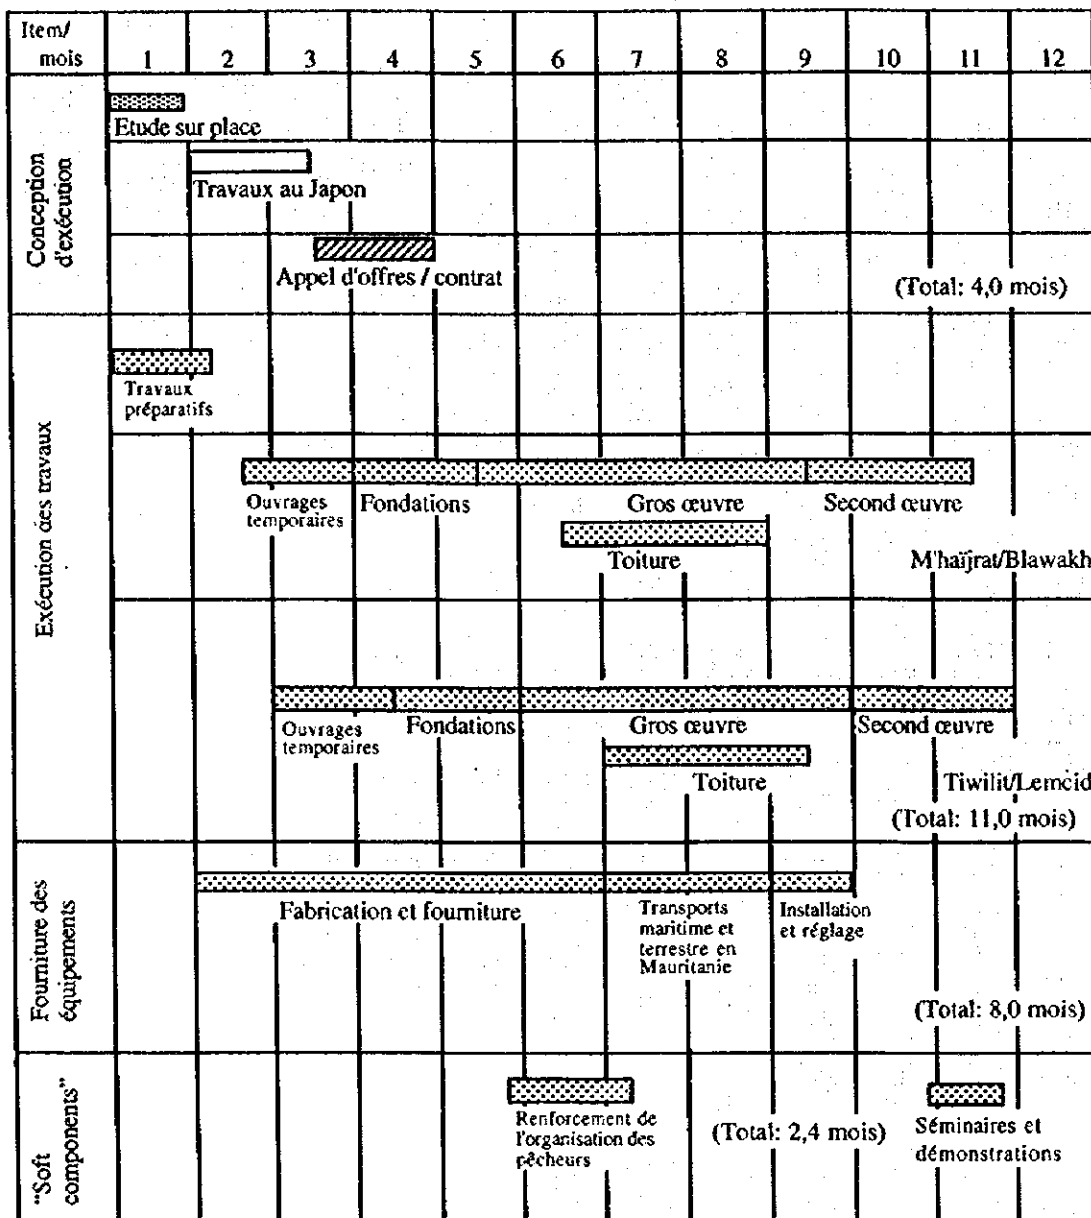 Item/
mois
1 2 3 4 5 6 7 8 9 10 11 12
Conception
d'exécution
Etude sur place
Travaux au Japon
Appel d'offres / contrat
(Total: 4,0 mois)
Exécution des travaux
Travaux
préparatifs
Ouvrages
temporaires
Fondations
Gros œuvre
Second œuvre
Toiture
M'haïjrat/Blawakh
Ouvrages
temporaires
Fondations
Gros œuvre
Second œuvre
Toiture
Tiwilit/Lemcid
(Total: 11,0 mois)
Fourniture des
équipements
Fabrication et fourniture
Transports
maritime et
terrestre en
Mauritanie
Installation
et réglage
(Total: 8,0 mois)
"Soft
components"
Renforcement de
l'organisation des
pêcheurs
(Total: 2,4 mois)
Séminaires et
démonstrations